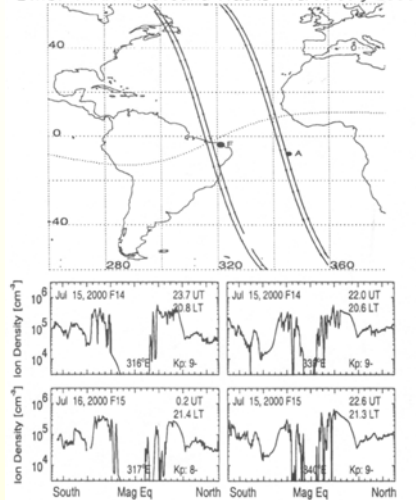 40
0
-40
F
A
280
320
360
Ion Density [cm⁻³]
10⁶
10⁵
10⁴
Jul 15, 2000 F14
23.7 UT
20.8 LT
316°E
Kp: 9-
Jul 15, 2000 F14
22.0 UT
20.6 LT
Kp: 9-
Ion Density [cm⁻³]
10⁶
10⁵
10⁴
Jul 16, 2000 F15
0.2 UT
21.4 LT
317°E
Kp: 8-
Jul 15, 2000 F15
22.6 UT
21.3 LT
340°E
Kp: 9-
South
Mag Eq
North
South
Mag Eq
North